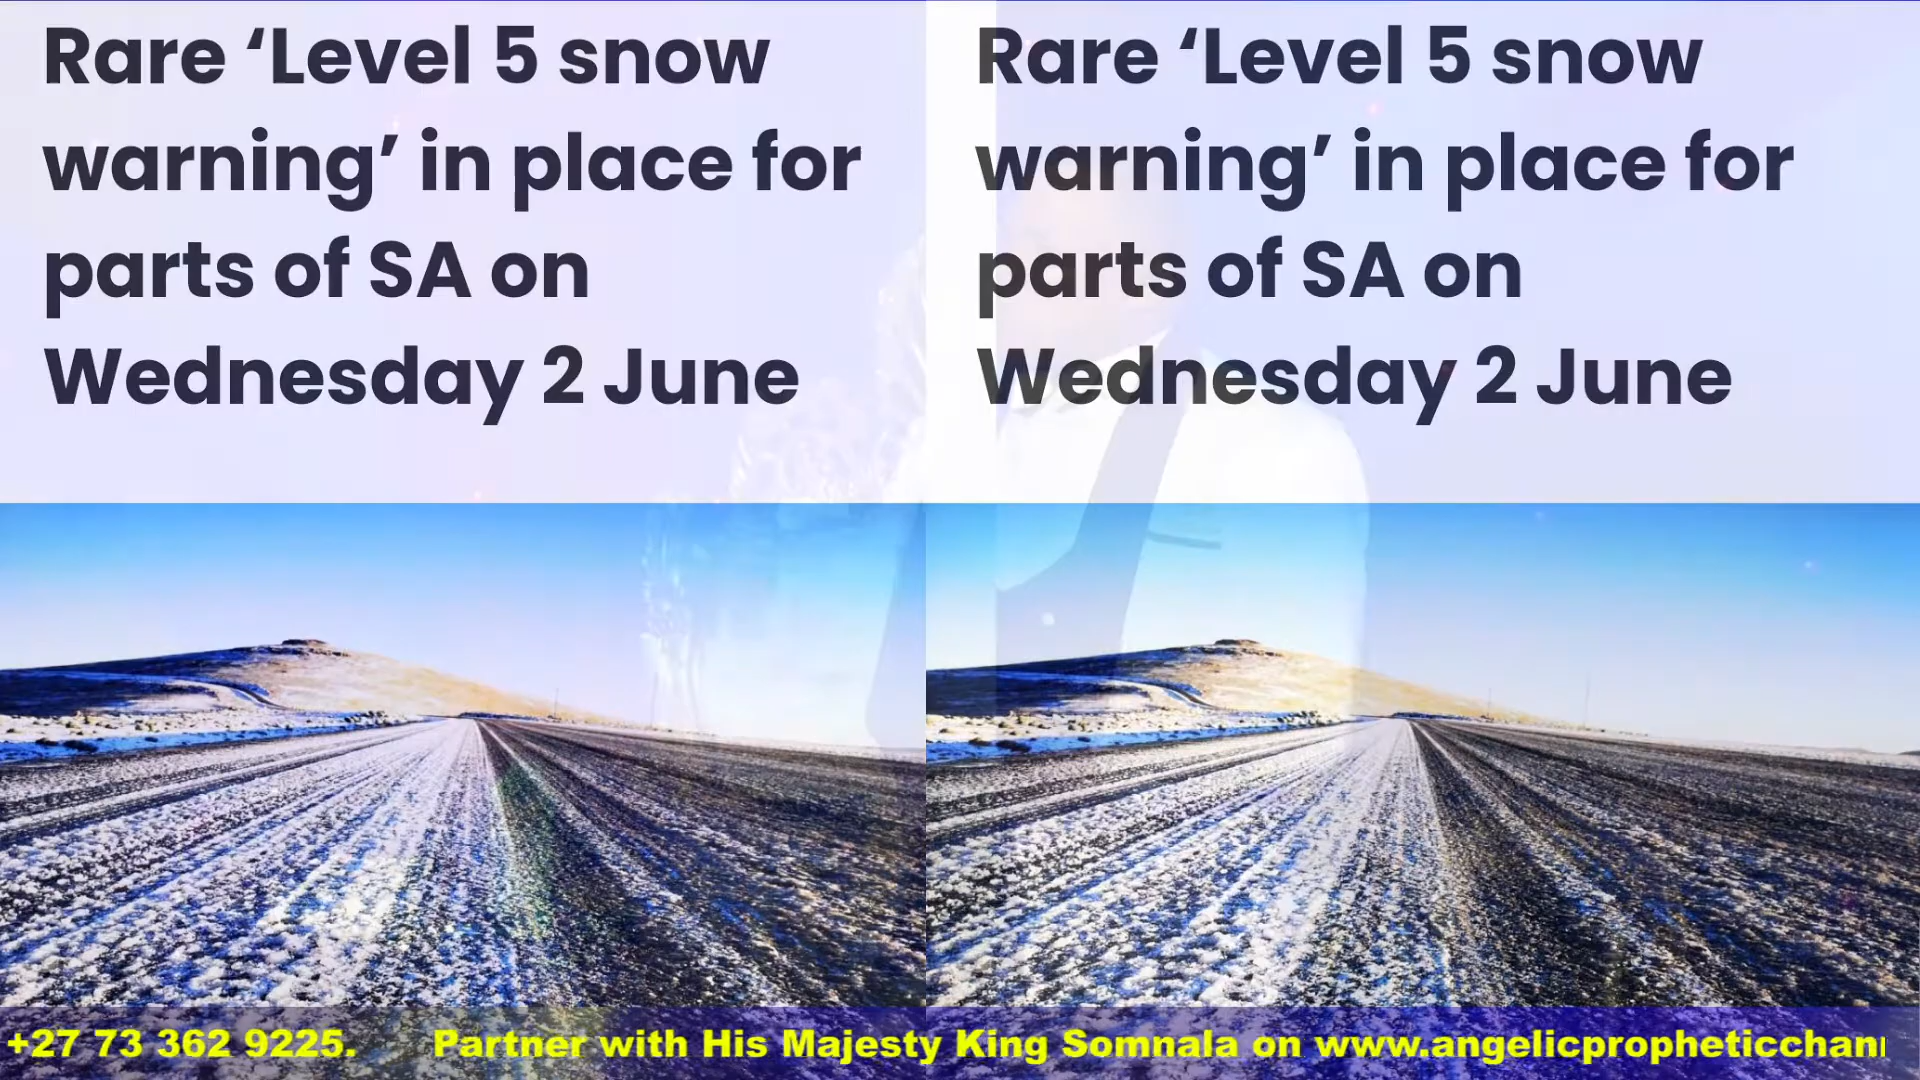 Rare ‘Level 5 snow
warning’ in place for
parts of SA on
Wednesday 2 June
Rare ‘Level 5 snow
warning’ in place for
parts of SA on
Wednesday 2 June
+27 73 362 9225. Partner with His Majesty King Somnala on www.angelicpropheticchan